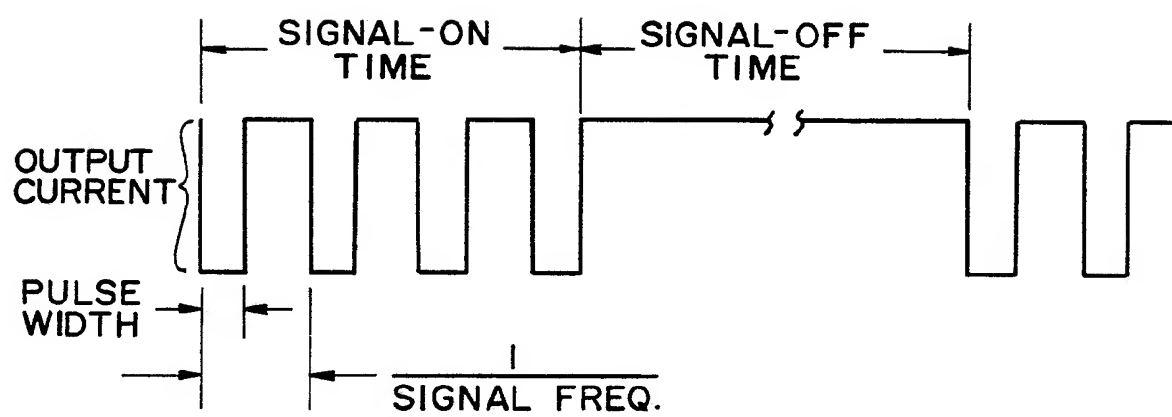 SIGNAL-ON
TIME
SIGNAL-OFF
TIME
OUTPUT
CURRENT
PULSE
WIDTH
1
SIGNAL FREQ.